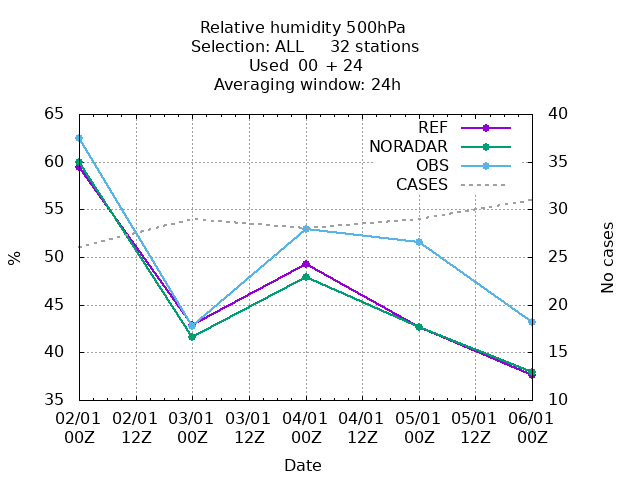 Relative humidity 500hPa
Selection: ALL 32 stations
Used 00 + 24
Averaging window: 24h
65 40
REF
NORADAR
60 35
OBS
CASES
55 30
50 25
%
No cases
45 20
40 15
35 10
02/01 02/01 03/01 03/01 04/01 04/01 05/01 05/01 06/01
00Z 12Z 00Z 12Z 00Z 12Z 00Z 12Z 00Z
Date